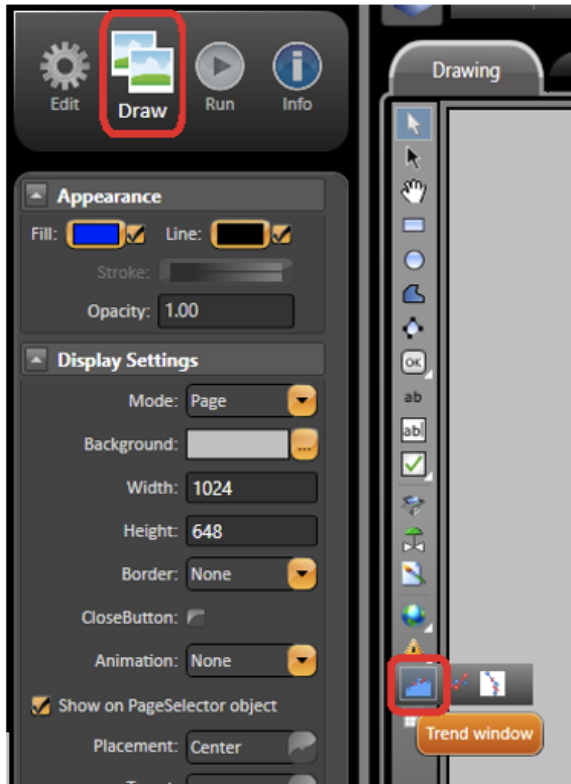 Edit
Draw
Run
Info
Drawing
Appearance
Fill:
Line:
Stroke:
Opacity: 1.00
Display Settings
Mode: Page
Background:
...
Width: 1024
Height: 648
Border: None
CloseButton:
Animation: None
Show on PageSelector object
Placement: Center
OK
ab
ab
Trend window